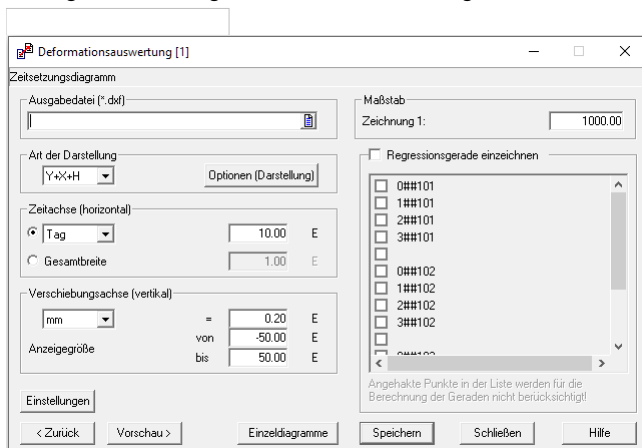 Deformationsauswertung [1]
Zeitsetzungsdiagramm
Ausgabedatei (*.dxf)
Art der Darstellung
Y+X+H
Optionen (Darstellung)
Zeitachse (horizontal)
Tag
10.00 E
Gesamtbreite
1.00 E
Verschiebungsachse (vertikal)
mm
= 0.20 E
Anzeigegröße
von -50.00 E
bis 50.00 E
Einstellungen
Maßstab
Zeichnung 1:
1000.00
Regressionsgerade einzeichnen
0##101
1##101
2##101
3##101
0##102
1##102
2##102
3##102
Angehakte Punkte in der Liste werden für die
Berechnung der Geraden nicht berücksichtigt!
< Zurück
Vorschau >
Einzeldiagramme
Speichern
Schließen
Hilfe